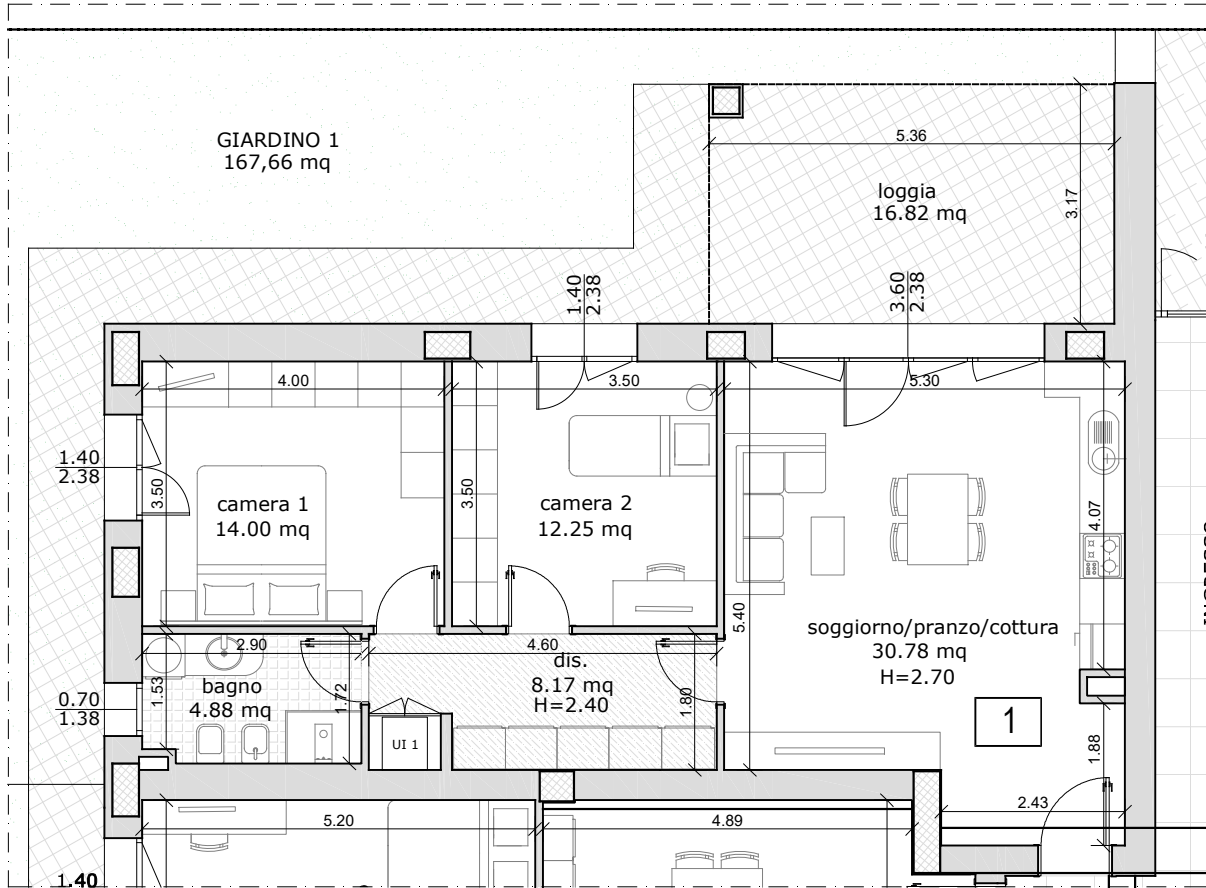 GIARDINO 1
167,66 mq
5.36
loggia
16.82 mq
3.17
1.40
2.38
3.60
2.38
4.00
3.50
5.30
1.40
2.38
3.50
camera 1
14.00 mq
3.50
camera 2
12.25 mq
4.07
5.40
soggiorno/pranzo/cottura
30.78 mq
H=2.70
2.90
4.60
dis.
8.17 mq
H=2.40
1.53
bagno
4.88 mq
1.72
1.80
0.70
1.38
UI 1
1
1.88
2.43
5.20
4.89
1.40